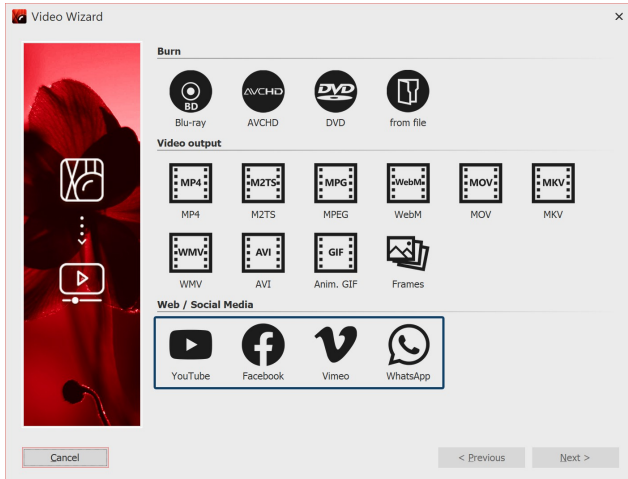 Video Wizard
Burn
BD
AVCHD
DVD
Blu-ray
AVCHD
DVD
from file
Video output
MP4
M2TS
MPG
WebM
MOV
MKV
MP4
M2TS
MPEG
WebM
MOV
MKV
WMV
AVI
GIF
WMV
AVI
Anim. GIF
Frames
Web / Social Media
YouTube
Facebook
Vimeo
WhatsApp
Cancel
< Previous
Next >